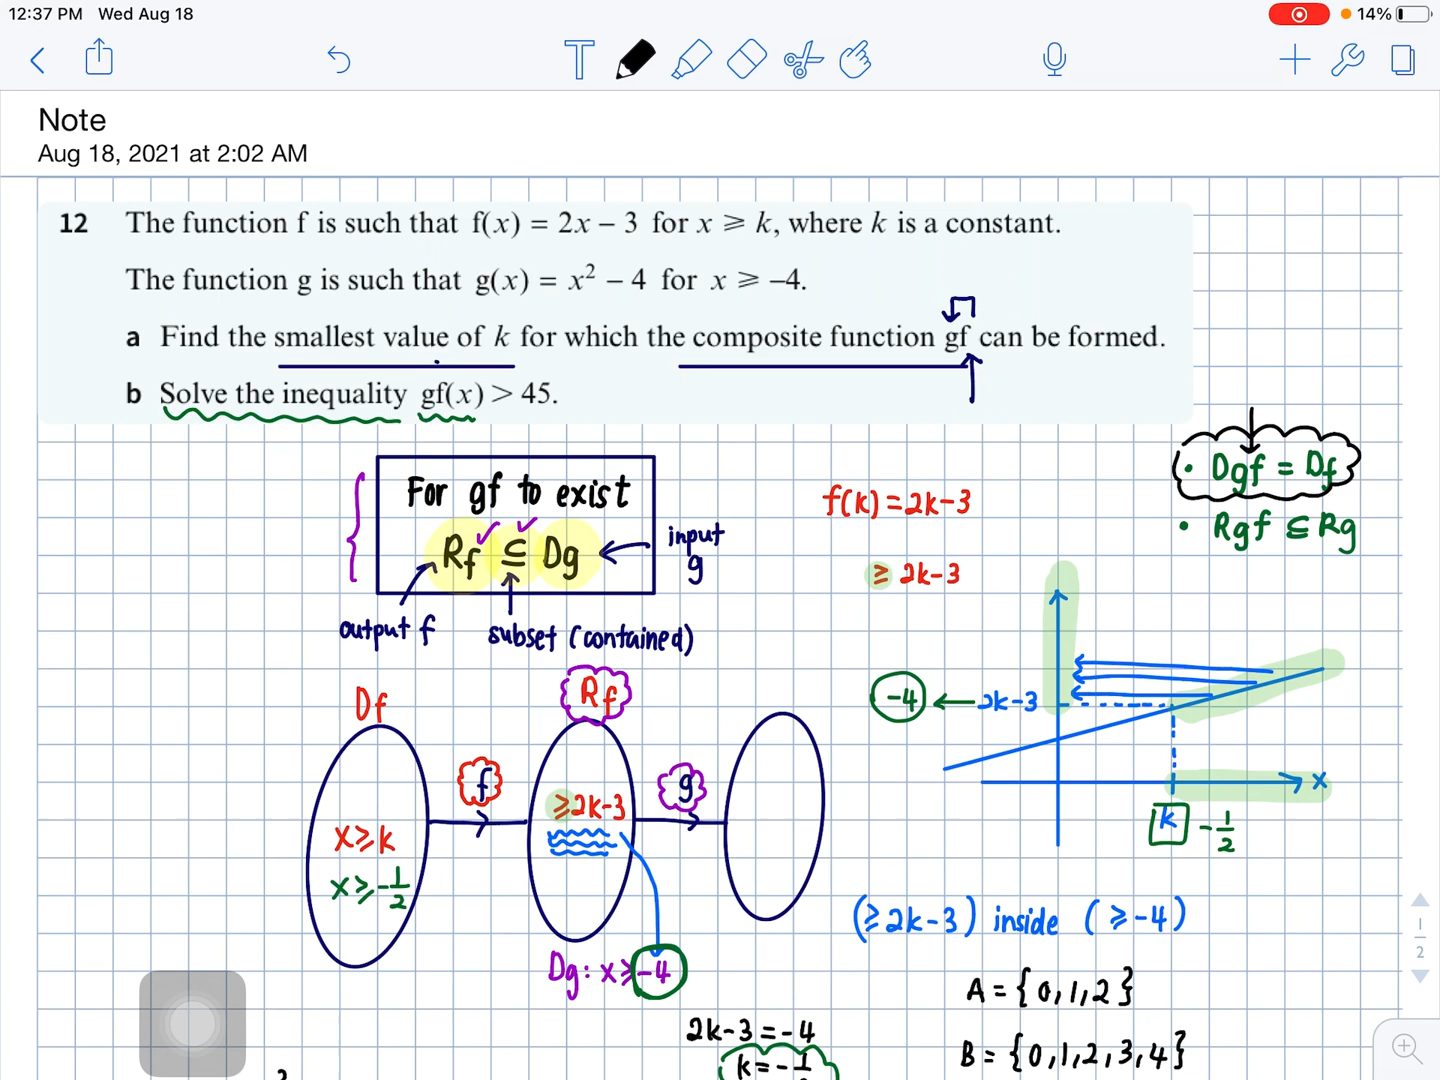 12:37 PM Wed Aug 18
14%
T
Note
Aug 18, 2021 at 2:02 AM
12 The function f is such that f(x) = 2x − 3 for x ⩾ k, where k is a constant.
The function g is such that g(x) = x² − 4 for x ⩾ −4.
a Find the smallest value of k for which the composite function gf can be formed.
b Solve the inequality gf(x) > 45.
For gf to exist
Rf ⊆ Dg
input g
output f
subset (contained)
f(k) = 2k−3
≥ 2k−3
• Dgf = Df
• Rgf ⊆ Rg
Df
Rf
f
g
x ≥ k
x ≥ -1/2
≥ 2k-3
Dg: x ≥ -4
-4 ← 2k-3
x
k
-1/2
(≥ 2k-3) inside (≥ -4)
A = {0,1,2}
B = {0,1,2,3,4}
2k-3 = -4
1
2